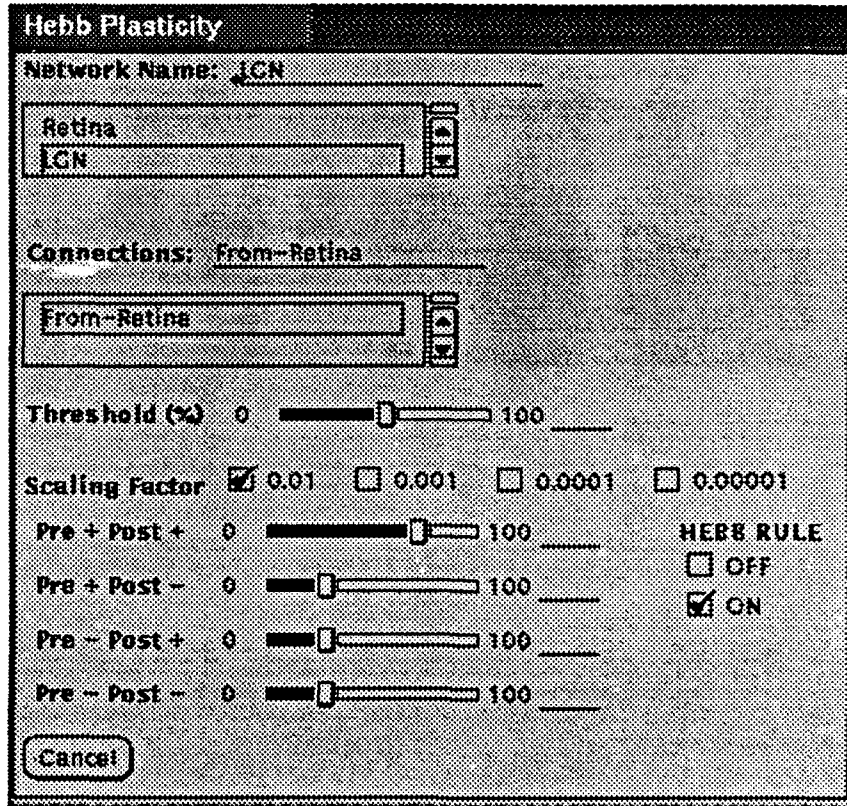 Hebb Plasticity
Network Name: LGN
Retina
LGN
Connections: From-Retina
From-Retina
Threshold (%) 0 100
Scaling Factor 0.01 0.001 0.0001 0.00001
Pre + Post + 0 100 HEBB RULE
OFF
Pre + Post - 0 100
ON
Pre - Post + 0 100
Pre - Post - 0 100
Cancel